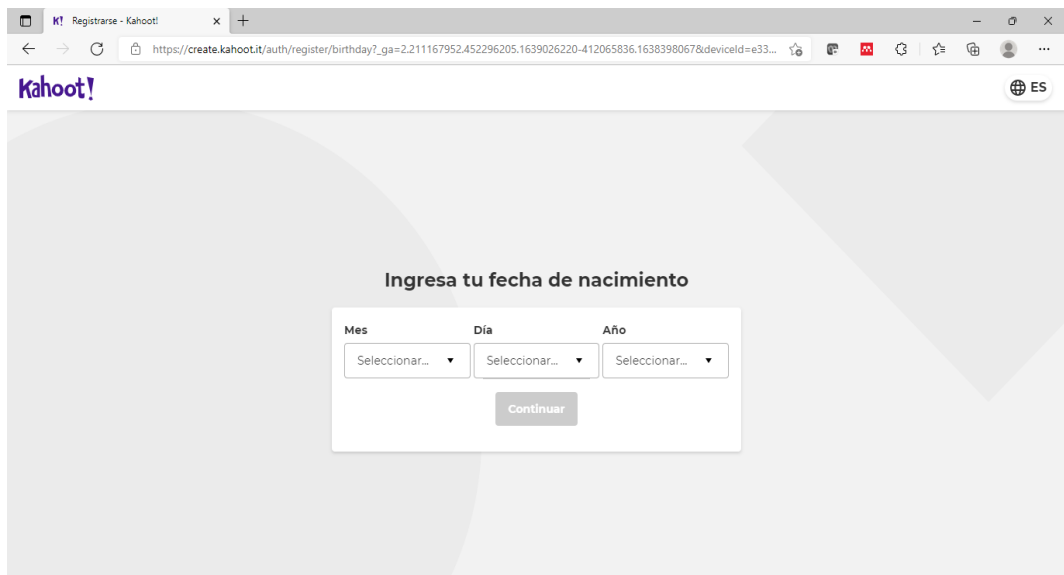 K! Registrarse - Kahoot!
https://create.kahoot.it/auth/register/birthday?_ga=2.211167952.452296205.1639026220-412065836.1638398067&deviceId=e33...
Kahoot!
ES
Ingresa tu fecha de nacimiento
Mes Día Año
Seleccionar... Seleccionar... Seleccionar...
Continuar